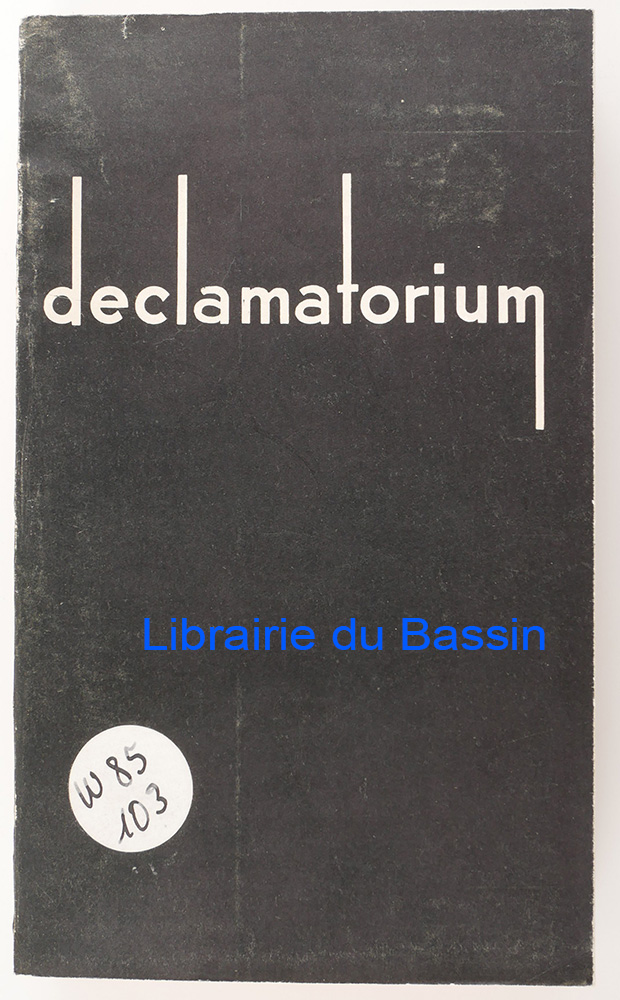 declamatorium
Librairie du Bassin
W 85
103